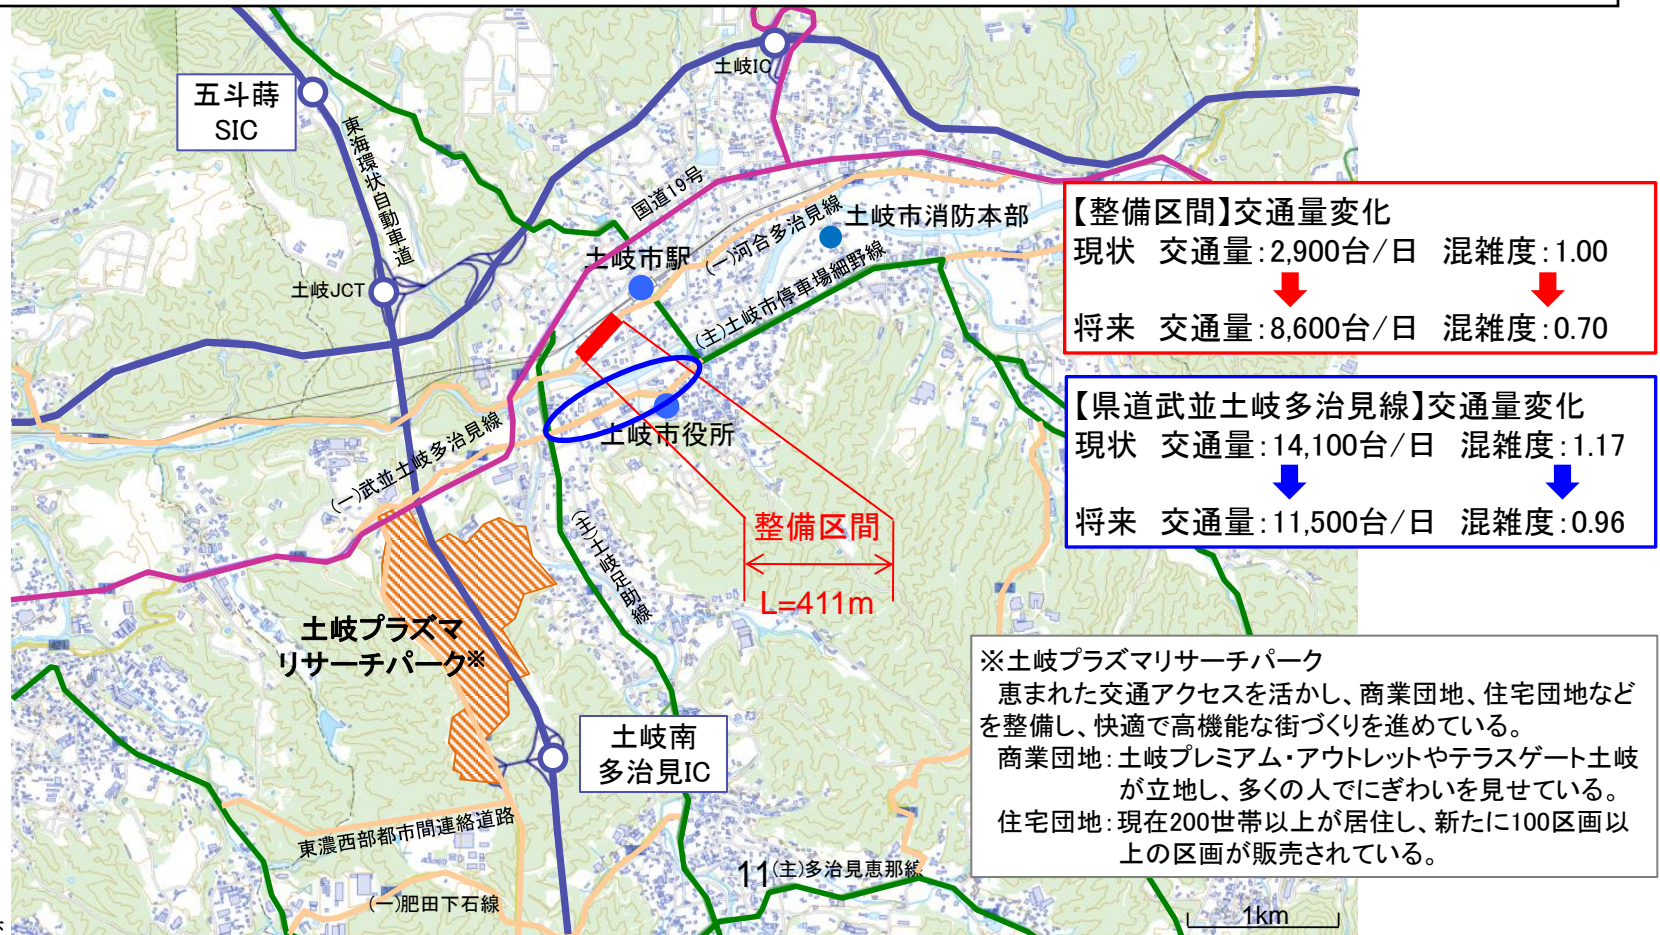 五斗蒔
SIC
土岐IC
東海環状自動車道
国道19号
(一)河合多治見線
土岐市消防本部
土岐市駅
土岐JCT
(主)土岐市停車場細野線
【整備区間】交通量変化
現状 交通量:2,900台/日 混雑度:1.00
将来 交通量:8,600台/日 混雑度:0.70
【県道武並土岐多治見線】交通量変化
現状 交通量:14,100台/日 混雑度:1.17
将来 交通量:11,500台/日 混雑度:0.96
土岐市役所
(一)武並土岐多治見線
整備区間
L=411m
(主)土岐足助線
土岐プラズマ
リサーチパーク※
土岐南
多治見IC
※土岐プラズマリサーチパーク
恵まれた交通アクセスを活かし、商業団地、住宅団地など
を整備し、快適で高機能な街づくりを進めている。
商業団地:土岐プレミアム・アウトレットやテラスゲート土岐
が立地し、多くの人でにぎわいを見せている。
住宅団地:現在200世帯以上が居住し、新たに100区画以
上の区画が販売されている。
東濃西部都市間連絡道路
11
(主)多治見恵那線
(一)肥田下石線
1km